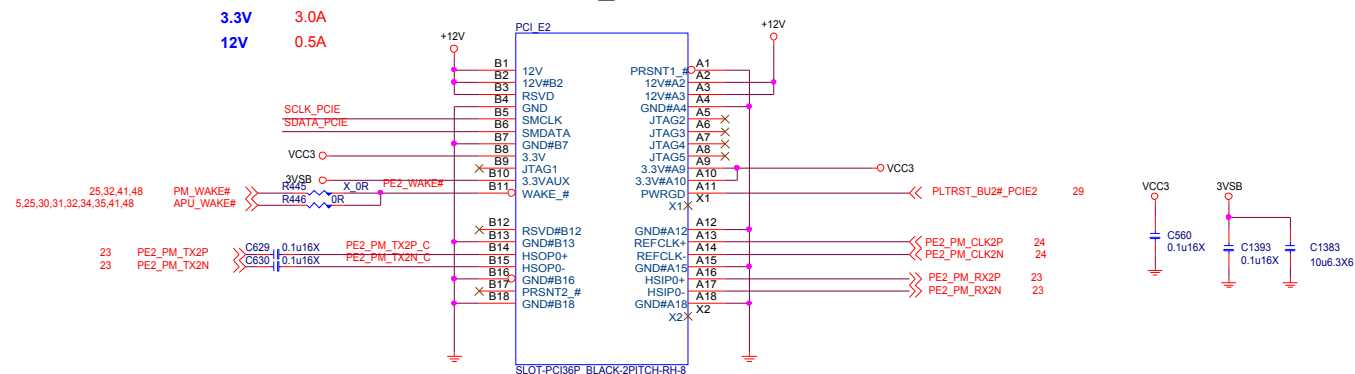 3.3V 3.0A
12V 0.5A
+12V
+12V
PCI_E2
B1 12V
B2 12V#B2
B3 RSVD
B4 GND
SCLK_PCIE B5 SMCLK
SDATA_PCIE B6 SMDATA
B7 GND#B7
VCC3 B8 3.3V
B9 JTAG1
3VSB B10 3.3VAUX
25,32,41,48 PM_WAKE# R445 X_0R PE2_WAKE# B11 WAKE_#
5,25,30,31,32,34,35,41,48 APU_WAKE# R446 0R
B12 RSVD#B12
B13 GND#B13
23 PE2_PM_TX2P C629 0.1u16X PE2_PM_TX2P_C B14 HSOP0+
23 PE2_PM_TX2N C630 0.1u16X PE2_PM_TX2N_C B15 HSOP0-
B16 GND#B16
B17 PRSNT2_#
B18 GND#B18
PRSNT1_# A1
12V#A2 A2
12V#A3 A3
GND#A4 A4
JTAG2 A5
JTAG3 A6
JTAG4 A7
JTAG5 A8
3.3V#A9 A9 VCC3
3.3V#A10 A10
PWRGD A11 PLTRST_BU2#_PCIE2 29
X1 X1
GND#A12 A12
REFCLK+ A13 PE2_PM_CLK2P 24
REFCLK- A14 PE2_PM_CLK2N 24
GND#A15 A15
HSIP0+ A16 PE2_PM_RX2P 23
HSIP0- A17 PE2_PM_RX2N 23
GND#A18 A18
X2 X2
SLOT-PCI36P_BLACK-2PITCH-RH-8
VCC3
C560
0.1u16X
3VSB
C1393
0.1u16X
C1383
10u6.3X6